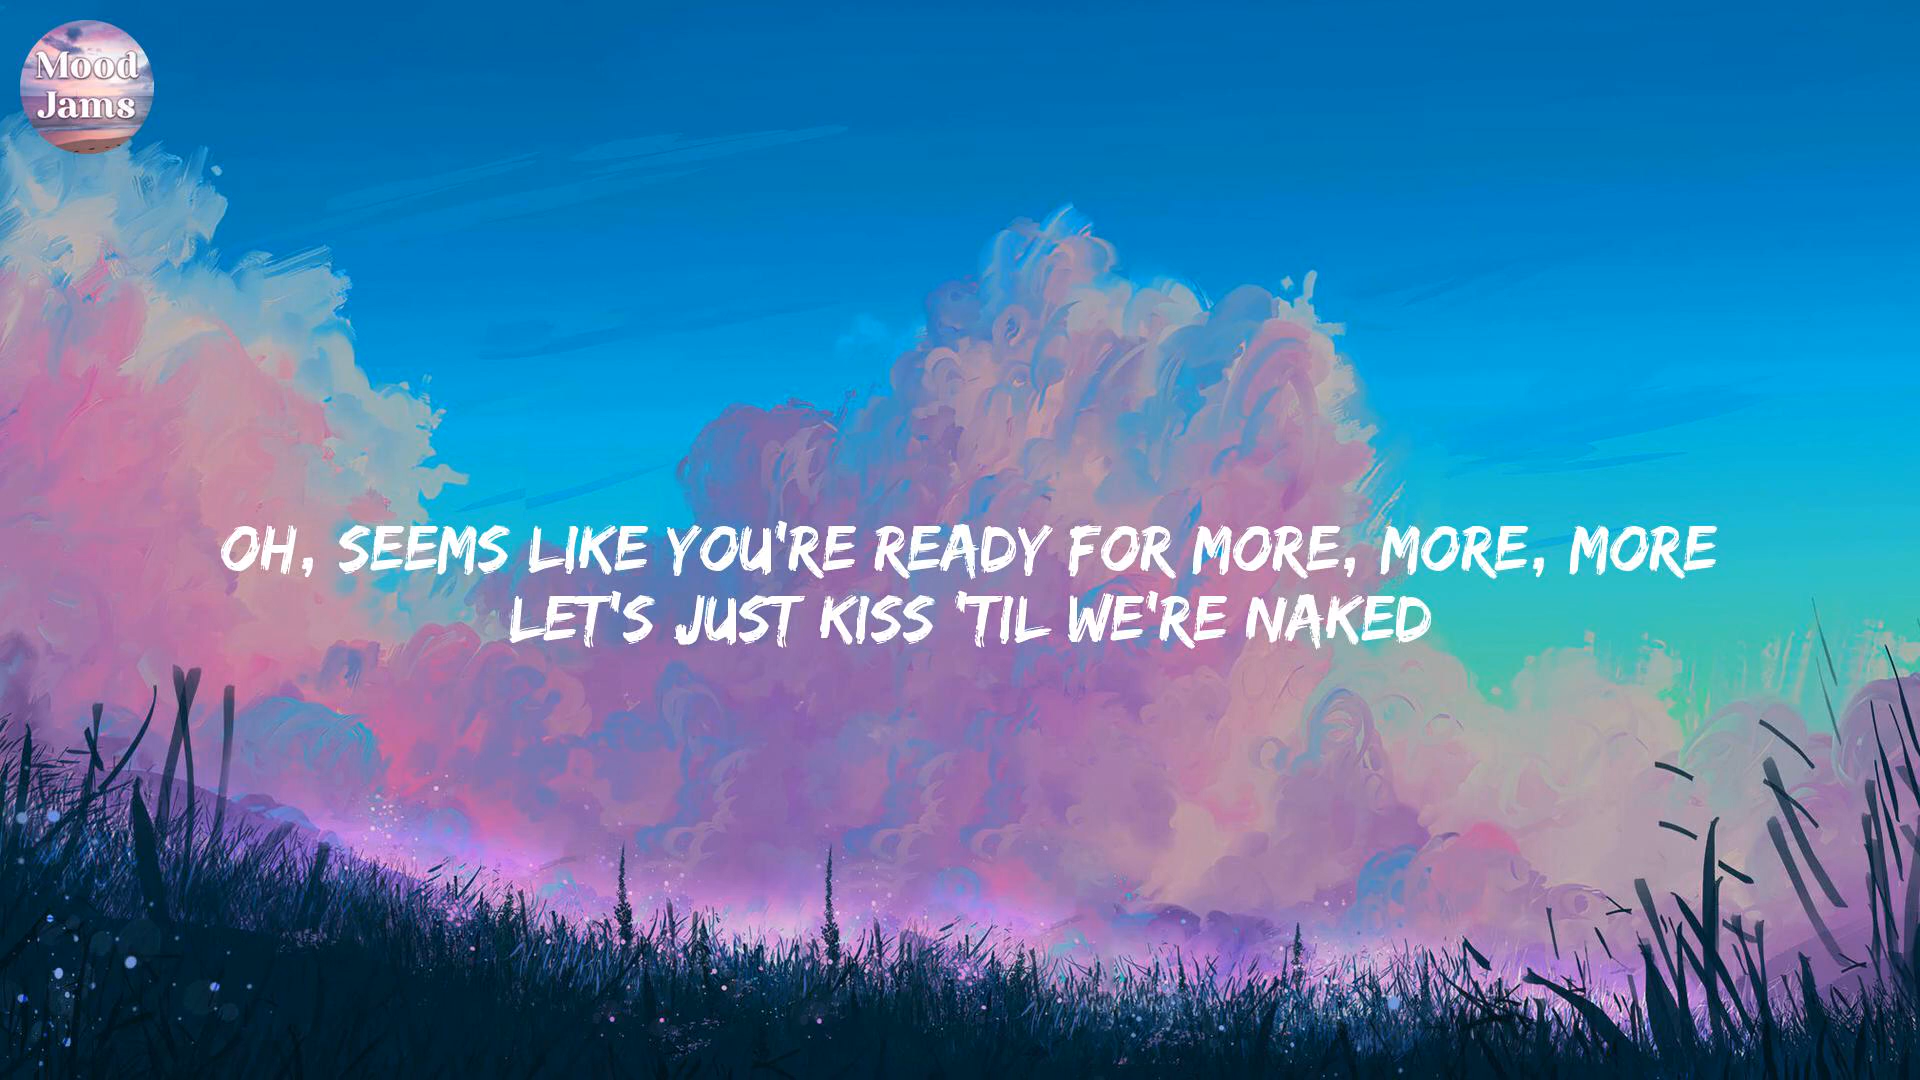 Mood
Jams
OH, SEEMS LIKE YOU'RE READY FOR MORE, MORE, MORE
LET'S JUST KISS 'TIL WE'RE NAKED